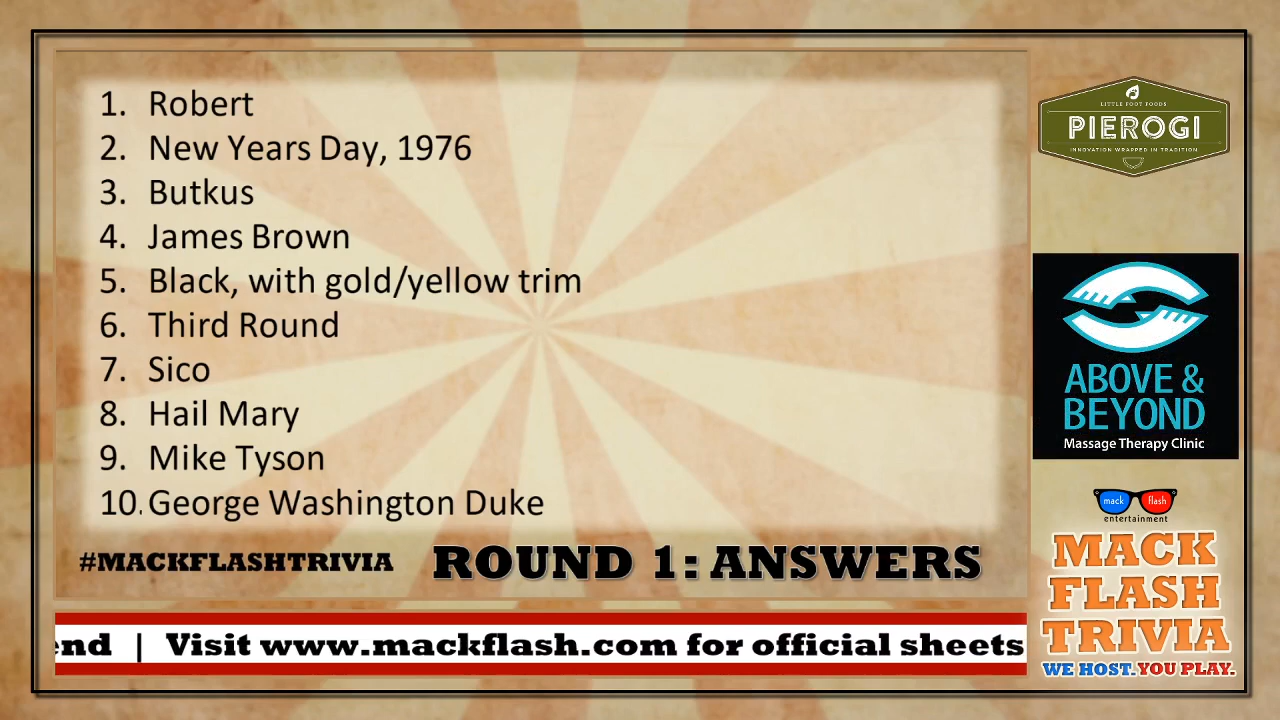 1. Robert
2. New Years Day, 1976
3. Butkus
4. James Brown
5. Black, with gold/yellow trim
6. Third Round
7. Sico
8. Hail Mary
9. Mike Tyson
10. George Washington Duke
#MACKFLASHTRIVIA
ROUND 1: ANSWERS
end | Visit www.mackflash.com for official sheets
LITTLE FOOT FOODS
PIEROGI
INNOVATION WRAPPED IN TRADITION
ABOVE &
BEYOND
Massage Therapy Clinic
mack flash
entertainment
MACK
FLASH
TRIVIA
WE HOST. YOU PLAY.